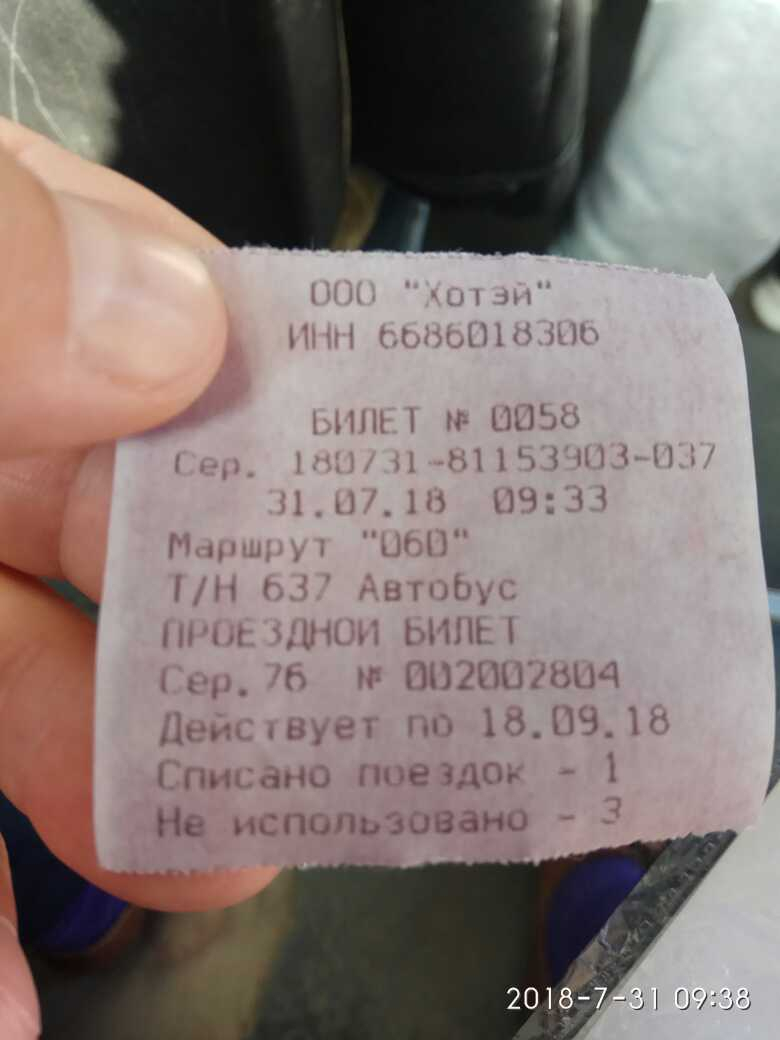 ООО "Хотэй"
ИНН 6686018306
БИЛЕТ № 0058
Сер. 180731-81153903-037
31.07.18 09:33
Маршрут "060"
Т/Н 637 Автобус
ПРОЕЗДНОЙ БИЛЕТ
Сер.76 № 002002804
Действует по 18.09.18
Списано поездок - 1
Не использовано - 3
2018-7-31 09:38